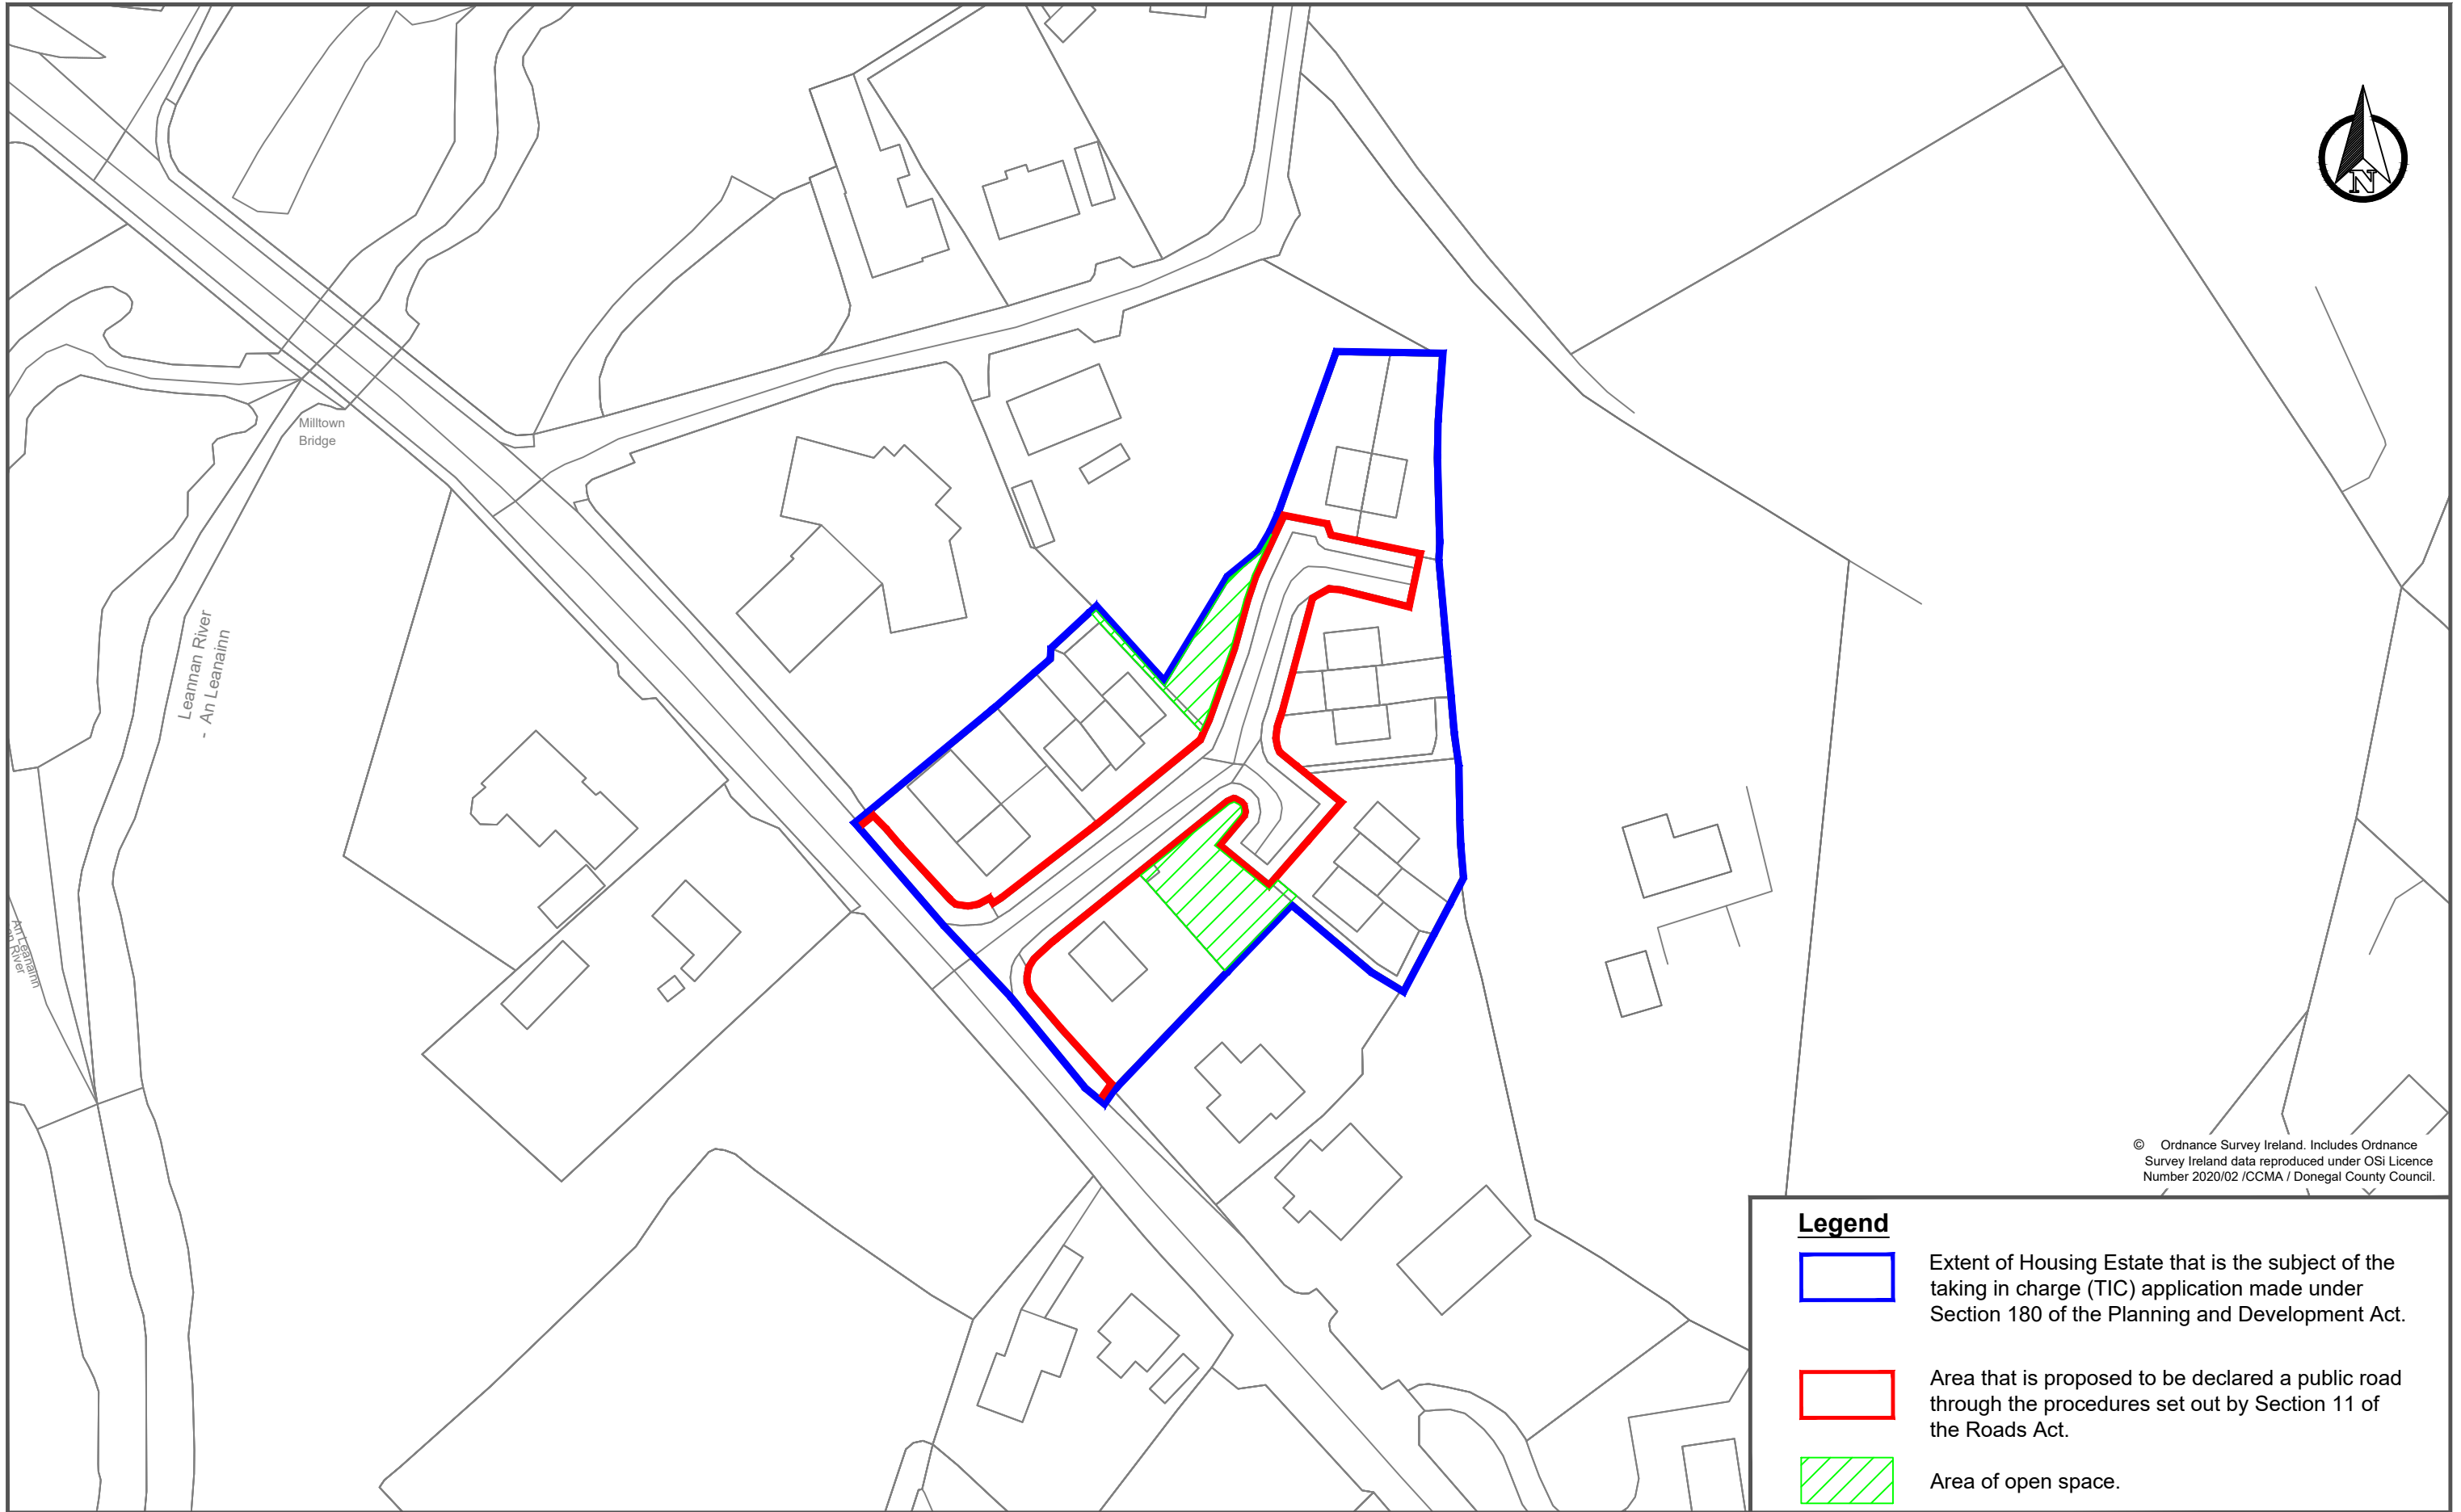 N
Milltown
Bridge
Leannan River
- An Leanainn
An Leanainn
River
© Ordnance Survey Ireland. Includes Ordnance
Survey Ireland data reproduced under OSi Licence
Number 2020/02 /CCMA / Donegal County Council.
Legend
Extent of Housing Estate that is the subject of the
taking in charge (TIC) application made under
Section 180 of the Planning and Development Act.
Area that is proposed to be declared a public road
through the procedures set out by Section 11 of
the Roads Act.
Area of open space.